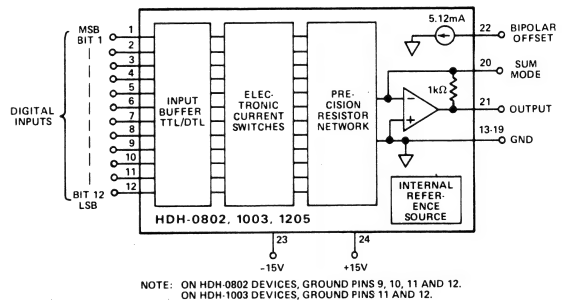 5.12mA
22 BIPOLAR
OFFSET
MSB
BIT 1
1
2
3
4
5
6
7
8
9
10
11
12
BIT 12
LSB
DIGITAL
INPUTS
INPUT
BUFFER
TTL/DTL
ELEC-
TRONIC
CURRENT
SWITCHES
PRE-
CISION
RESISTOR
NETWORK
20 SUM
MODE
1kΩ
−
+
21 OUTPUT
13-19
GND
INTERNAL
REFER-
ENCE
SOURCE
HDH-0802, 1003, 1205
23
24
-15V
+15V
NOTE: ON HDH-0802 DEVICES, GROUND PINS 9, 10, 11 AND 12.
ON HDH-1003 DEVICES, GROUND PINS 11 AND 12.